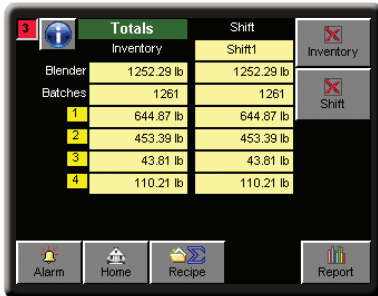 3 Totals Shift
Inventory Shift1 Inventory
Blender 1252.29 lb 1252.29 lb
Batches 1261 1261 Shift
1 644.87 lb 644.87 lb
2 453.39 lb 453.39 lb
3 43.81 lb 43.81 lb
4 110.21 lb 110.21 lb
Alarm Home Recipe Report